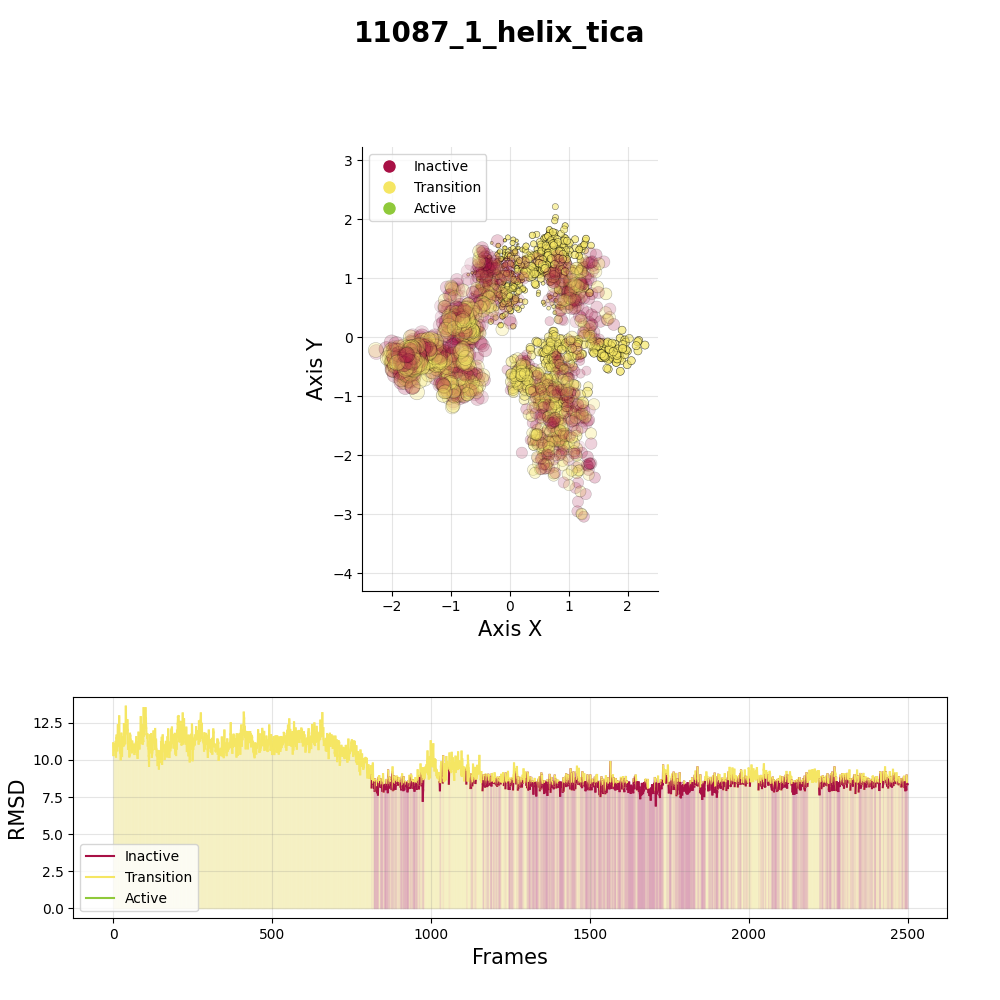 11087_1_helix_tica
Inactive
Transition
Active
3
2
1
0
−1
−2
−3
−4
Axis Y
−2 −1 0 1 2
Axis X
12.5
10.0
7.5
5.0
2.5
0.0
RMSD
Inactive
Transition
Active
0 500 1000 1500 2000 2500
Frames